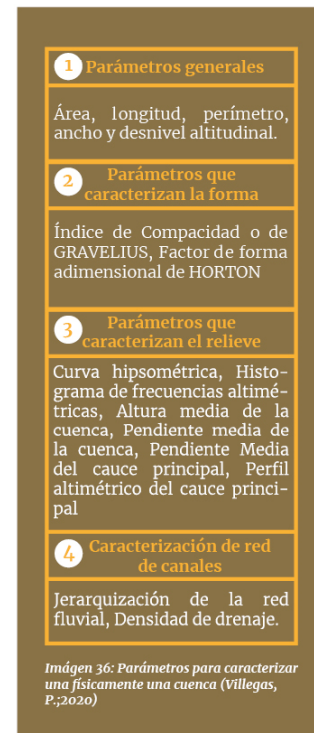 1 Parámetros generales
Área, longitud, perímetro,
ancho y desnivel altitudinal.
2 Parámetros que
caracterizan la forma
Índice de Compacidad o de
GRAVELIUS, Factor de forma
adimensional de HORTON
3 Parámetros que
caracterizan el relieve
Curva hipsométrica, Histo-
grama de frecuencias altimé-
tricas, Altura media de la
cuenca, Pendiente media de
la cuenca, Pendiente Media
del cauce principal, Perfil
altimétrico del cauce princi-
pal
4 Caracterización de red
de canales
Jerarquización de la red
fluvial, Densidad de drenaje.
Imágen 36: Parámetros para caracterizar
una físicamente una cuenca (Villegas,
P.;2020)